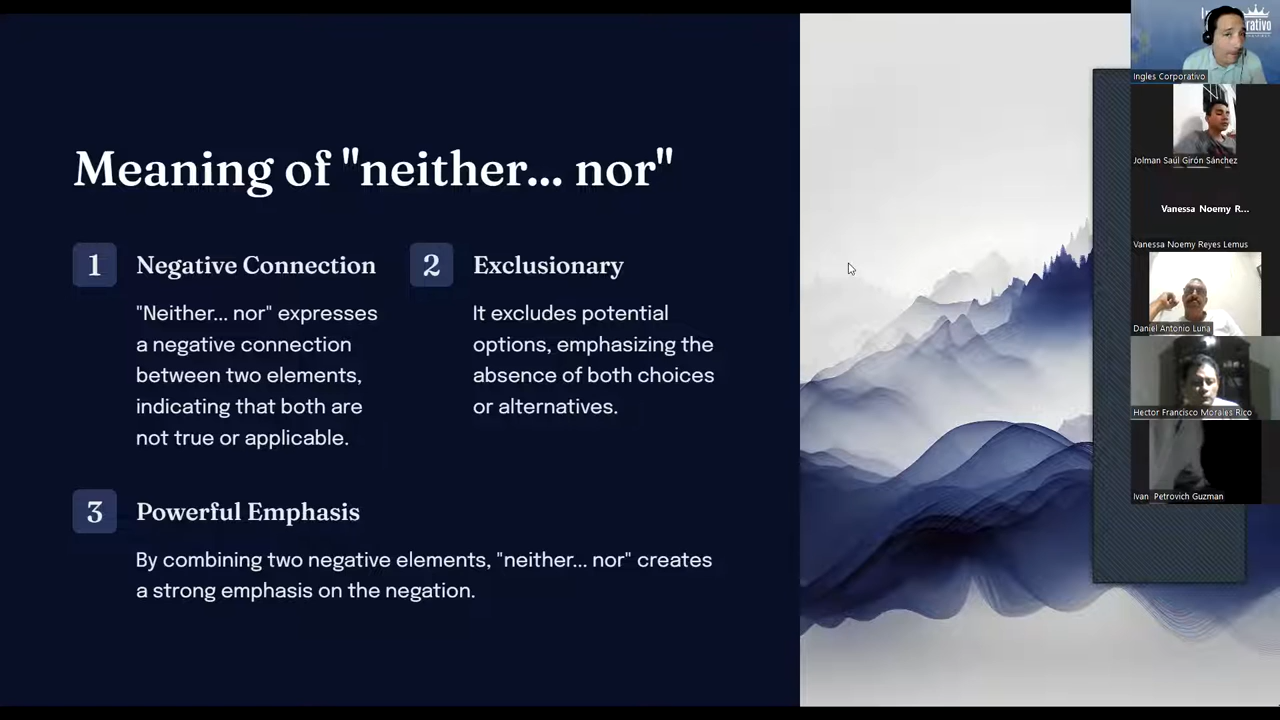 Meaning of "neither... nor"
1
Negative Connection
"Neither... nor" expresses
a negative connection
between two elements,
indicating that both are
not true or applicable.
2
Exclusionary
It excludes potential
options, emphasizing the
absence of both choices
or alternatives.
3
Powerful Emphasis
By combining two negative elements, "neither... nor" creates
a strong emphasis on the negation.
Ingles Corporativo
Jolman Saúl Girón Sánchez
Vanessa Noemy R...
Vanessa Noemy Reyes Lemus
Daniel Antonio Luna
Hector Francisco Morales Rico
Ivan Petrovich Guzman